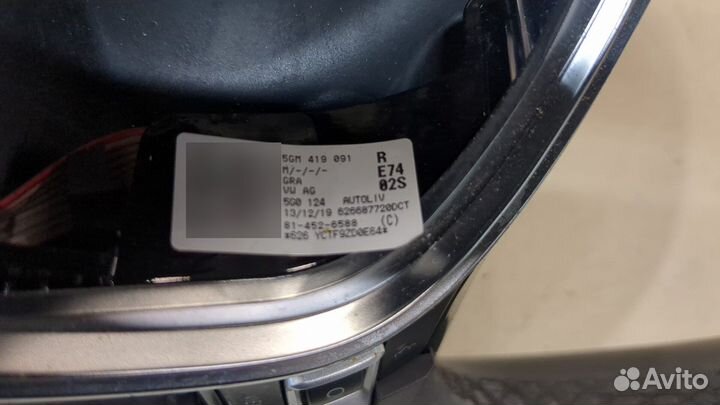 5GM 419 091 R
M/-/-/- E74
GRA 02S
VW AG
5G0 124 AUTOLIV
13/12/19 626687720DCT
61-452-6588 (C)
*626 YCTF9ZD0E64*
Avito